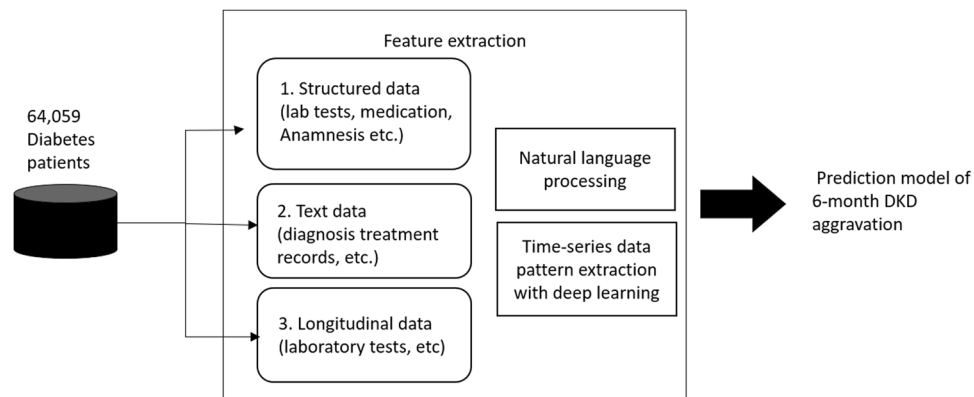 Feature extraction
64,059
Diabetes
patients
1. Structured data
(lab tests, medication,
Anamnesis etc.)
2. Text data
(diagnosis treatment
records, etc.)
3. Longitudinal data
(laboratory tests, etc)
Natural language
processing
Time-series data
pattern extraction
with deep learning
Prediction model of
6-month DKD
aggravation